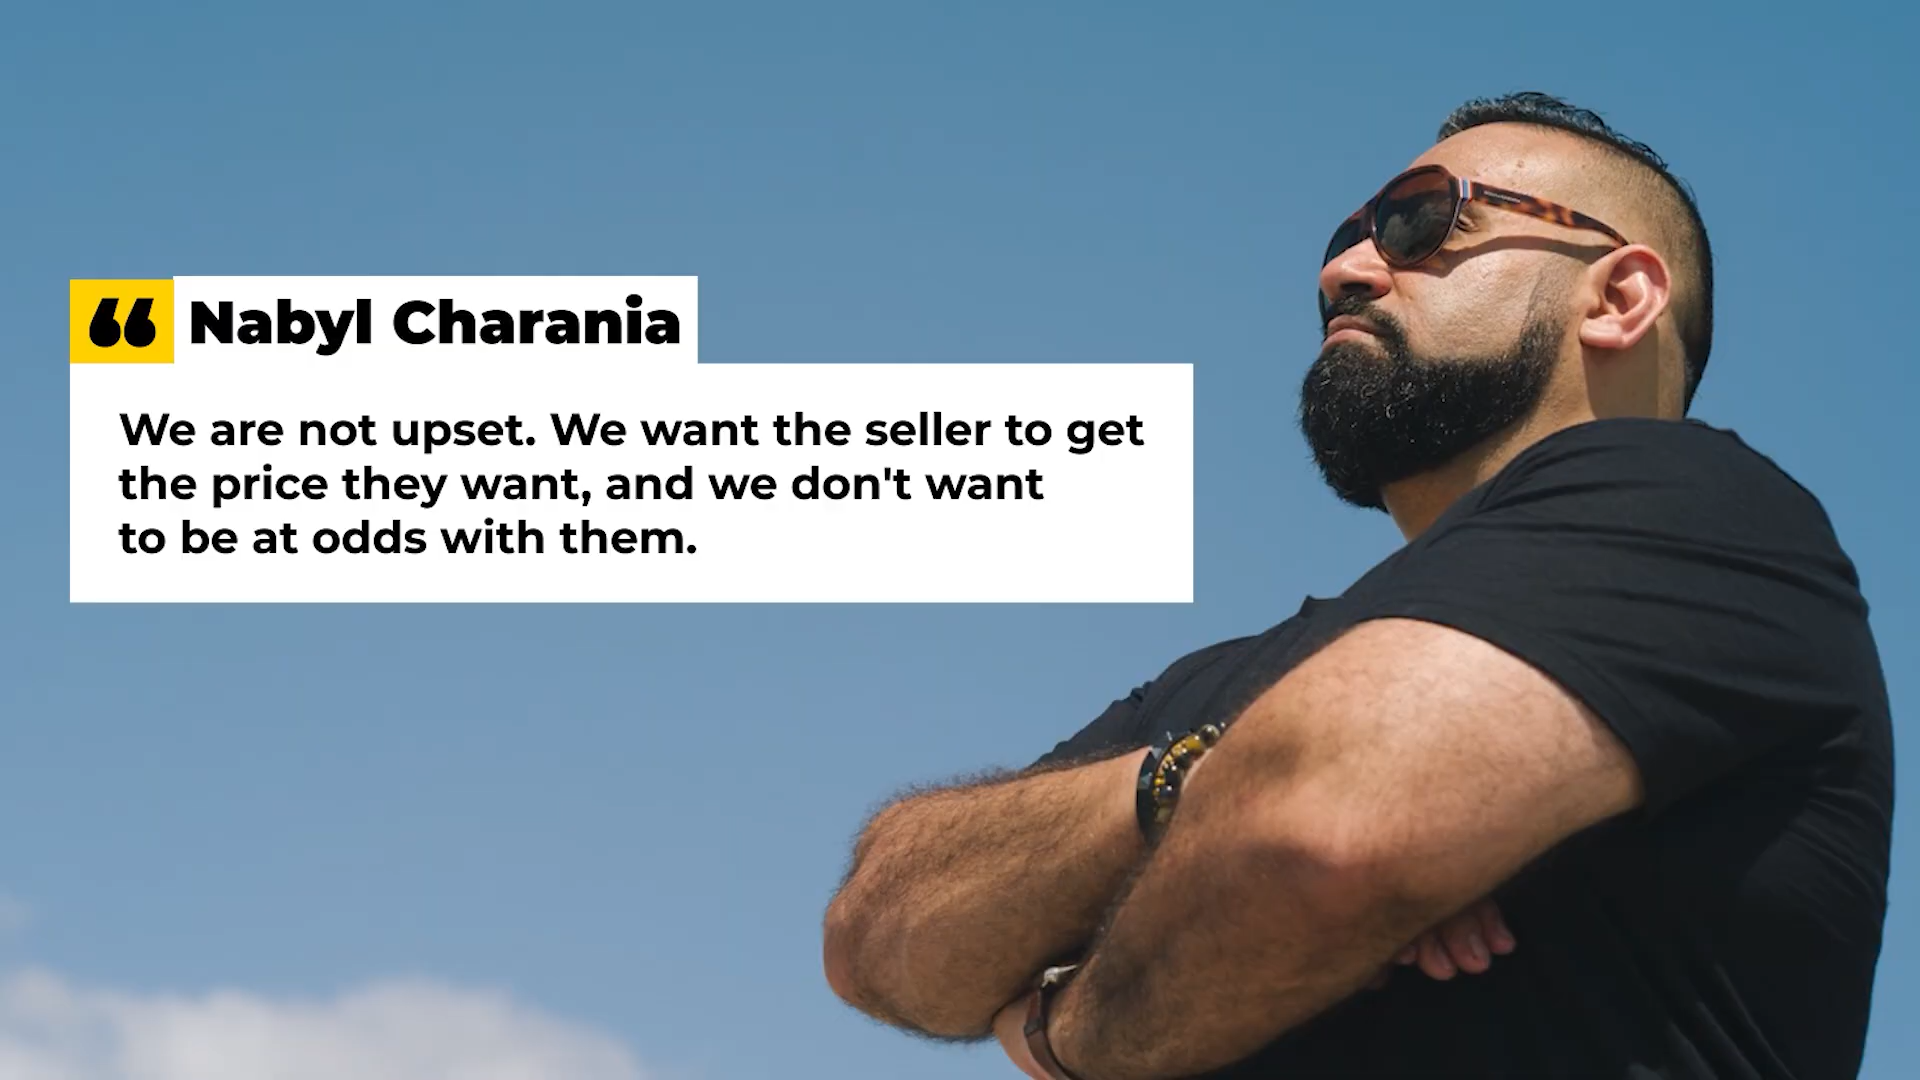 “ Nabyl Charania
We are not upset. We want the seller to get
the price they want, and we don't want
to be at odds with them.